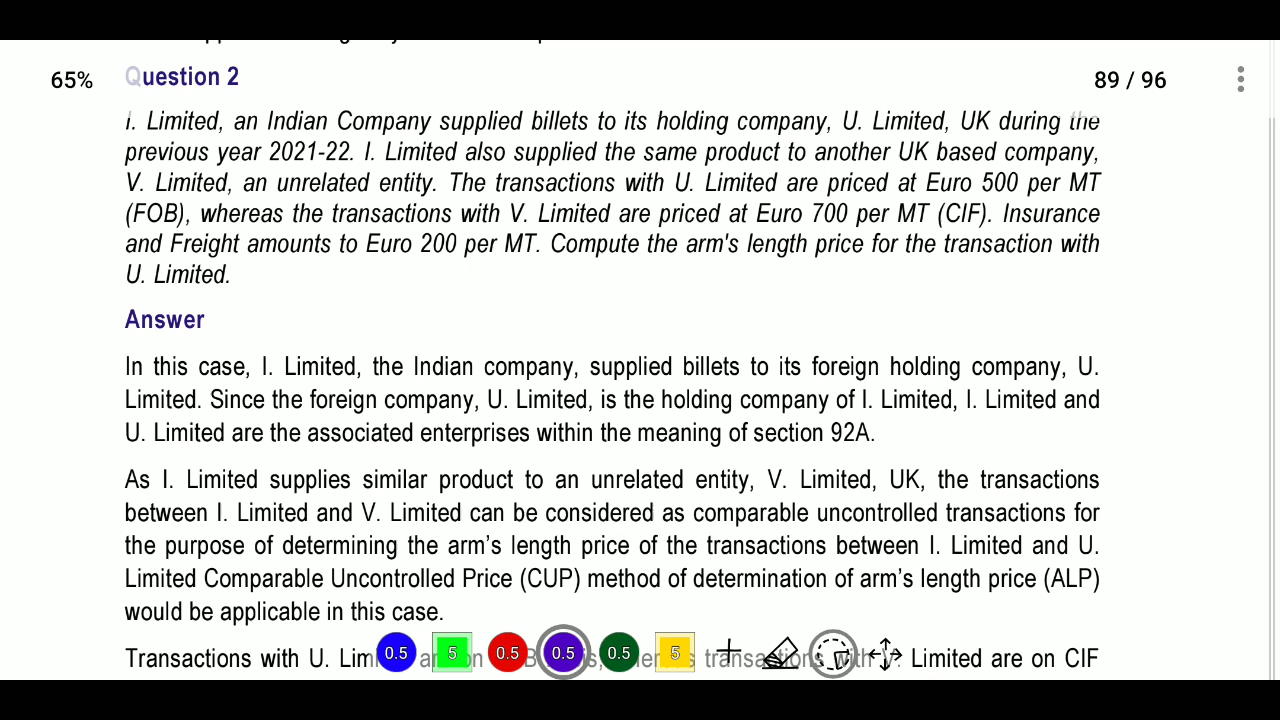 65%
Question 2
89 / 96
I. Limited, an Indian Company supplied billets to its holding company, U. Limited, UK during the
previous year 2021-22. I. Limited also supplied the same product to another UK based company,
V. Limited, an unrelated entity. The transactions with U. Limited are priced at Euro 500 per MT
(FOB), whereas the transactions with V. Limited are priced at Euro 700 per MT (CIF). Insurance
and Freight amounts to Euro 200 per MT. Compute the arm's length price for the transaction with
U. Limited.
Answer
In this case, I. Limited, the Indian company, supplied billets to its foreign holding company, U.
Limited. Since the foreign company, U. Limited, is the holding company of I. Limited, I. Limited and
U. Limited are the associated enterprises within the meaning of section 92A.
As I. Limited supplies similar product to an unrelated entity, V. Limited, UK, the transactions
between I. Limited and V. Limited can be considered as comparable uncontrolled transactions for
the purpose of determining the arm’s length price of the transactions between I. Limited and U.
Limited Comparable Uncontrolled Price (CUP) method of determination of arm’s length price (ALP)
would be applicable in this case.
0.5 5 0.5 0.5 0.5 5
Transactions with U. transactions with Limited are on CIF